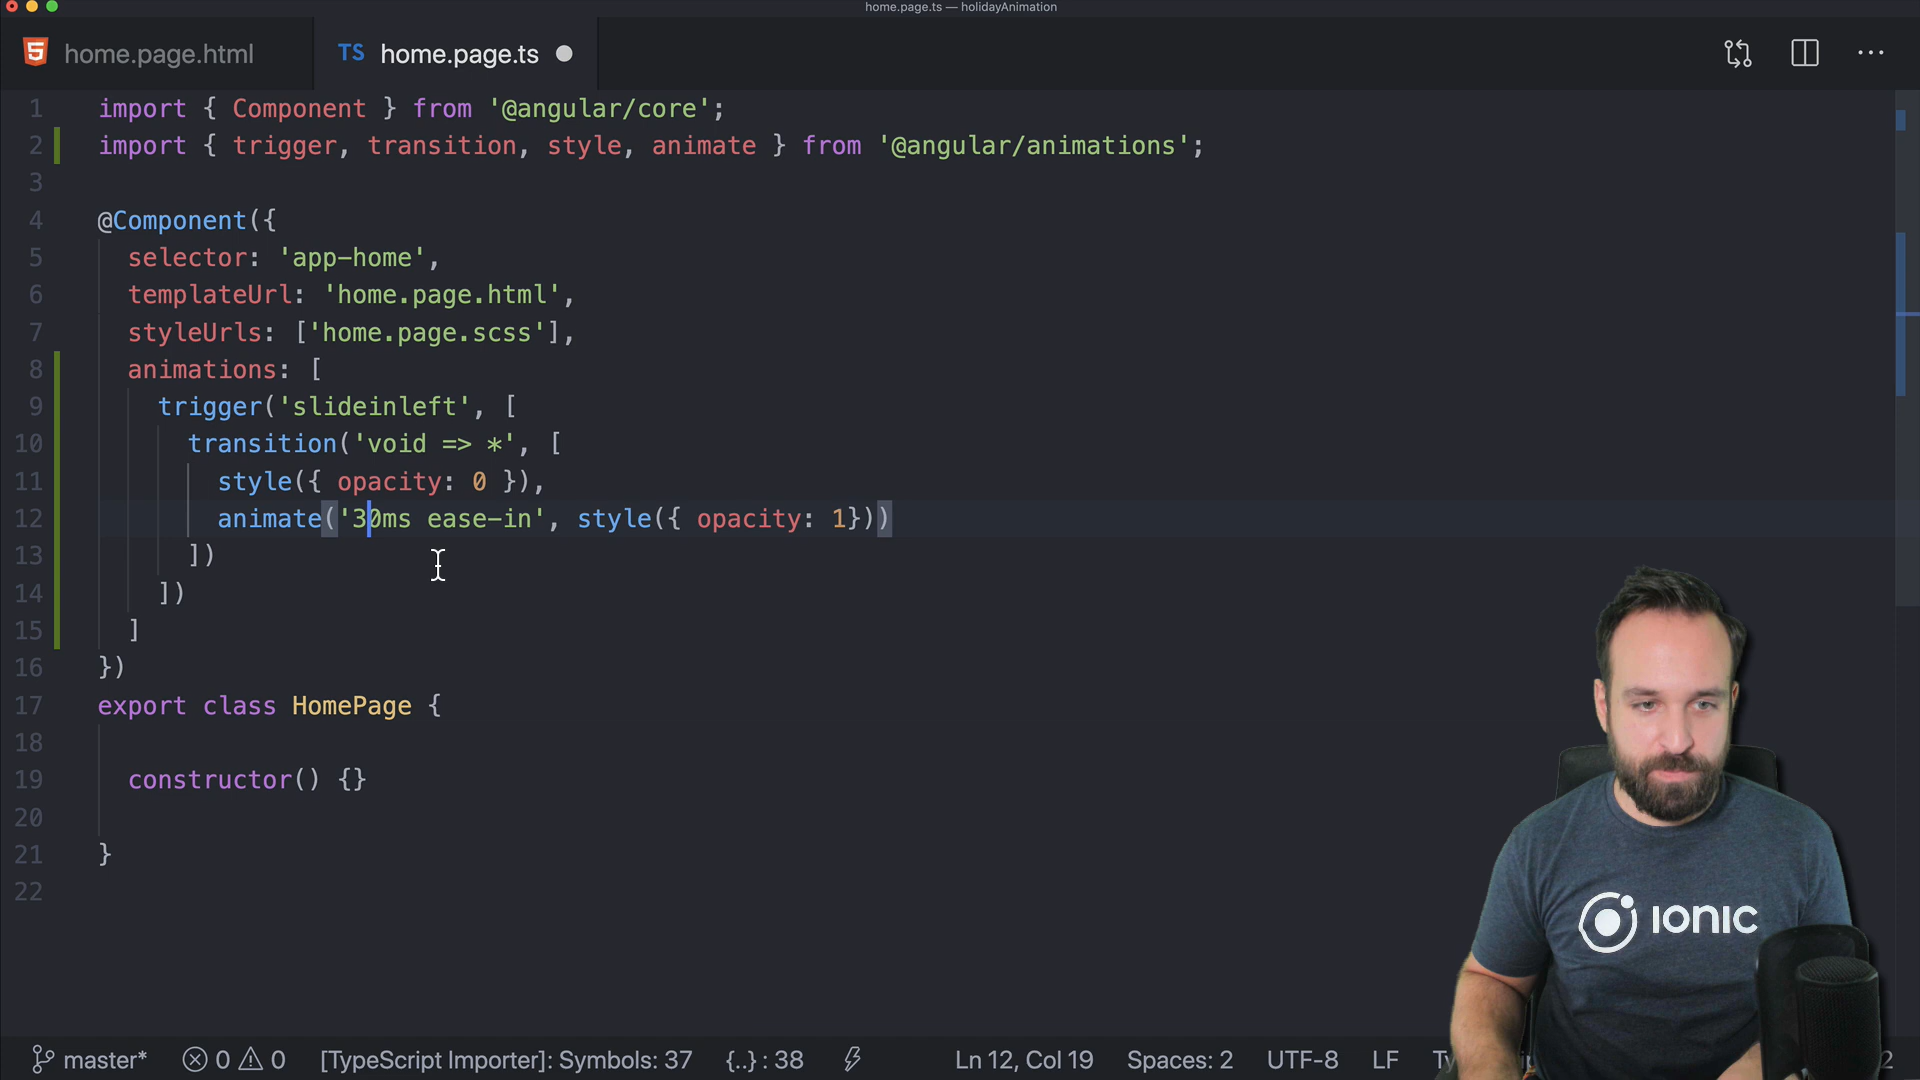 home.page.ts — holidayAnimation
home.page.html
TS home.page.ts
1 import { Component } from '@angular/core';
2 import { trigger, transition, style, animate } from '@angular/animations';
3
4 @Component({
5 selector: 'app-home',
6 templateUrl: 'home.page.html',
7 styleUrls: ['home.page.scss'],
8 animations: [
9 trigger('slideinleft', [
10 transition('void => *', [
11 style({ opacity: 0 }),
12 animate('30ms ease-in', style({ opacity: 1}))
13 ])
14 ])
15 ]
16 })
17 export class HomePage {
18
19 constructor() {}
20
21 }
22
IONIC
master* 0 0 [TypeScript Importer]: Symbols: 37 {..} : 38 Ln 12, Col 19 Spaces: 2 UTF-8 LF